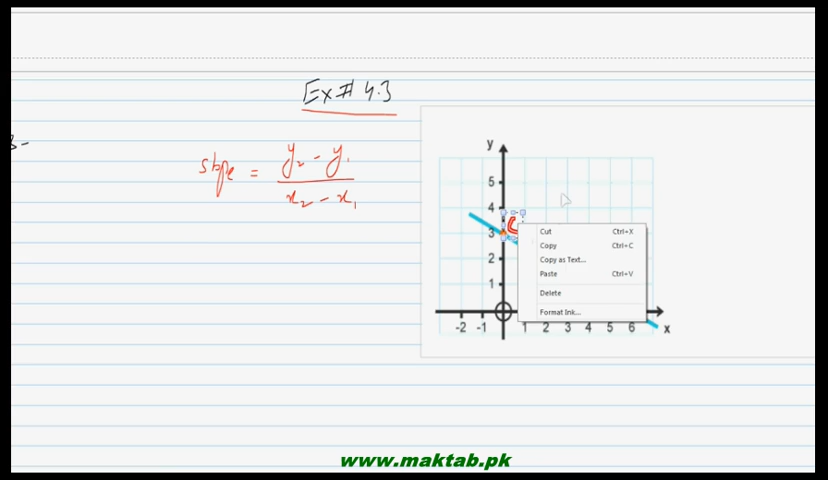 Ex # 4.3
slope = y₂ - y₁
x₂ - x₁
y
5
4
3
2
1
-2 -1 1 2 3 4 5 6 x
Cut Ctrl+X
Copy Ctrl+C
Copy as Text...
Paste Ctrl+V
Delete
Format Ink...
www.maktab.pk